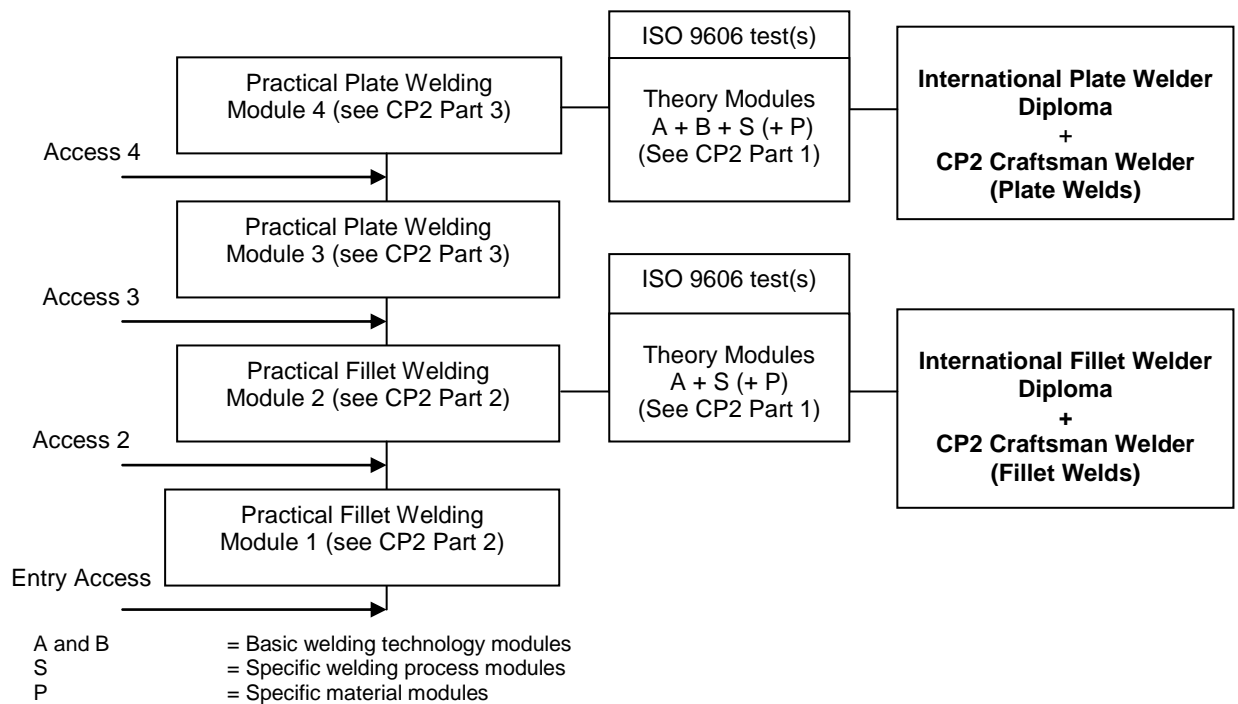 ISO 9606 test(s)
Practical Plate Welding
Module 4 (see CP2 Part 3)
Theory Modules
A + B + S (+ P)
(See CP2 Part 1)
International Plate Welder
Diploma
+
CP2 Craftsman Welder
(Plate Welds)
Access 4
Practical Plate Welding
Module 3 (see CP2 Part 3)
Access 3
ISO 9606 test(s)
Practical Fillet Welding
Module 2 (see CP2 Part 2)
Theory Modules
A + S (+ P)
(See CP2 Part 1)
International Fillet Welder
Diploma
+
CP2 Craftsman Welder
(Fillet Welds)
Access 2
Practical Fillet Welding
Module 1 (see CP2 Part 2)
Entry Access
A and B = Basic welding technology modules
S = Specific welding process modules
P = Specific material modules